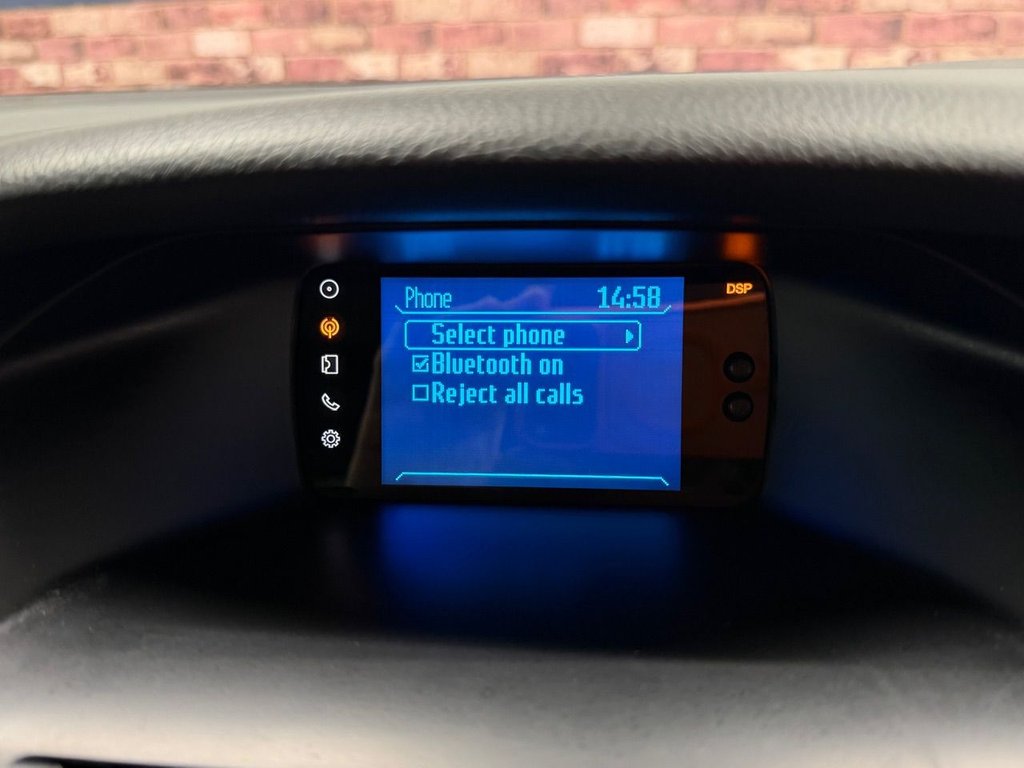 Phone 14:58
DSP
Select phone
Bluetooth on
Reject all calls